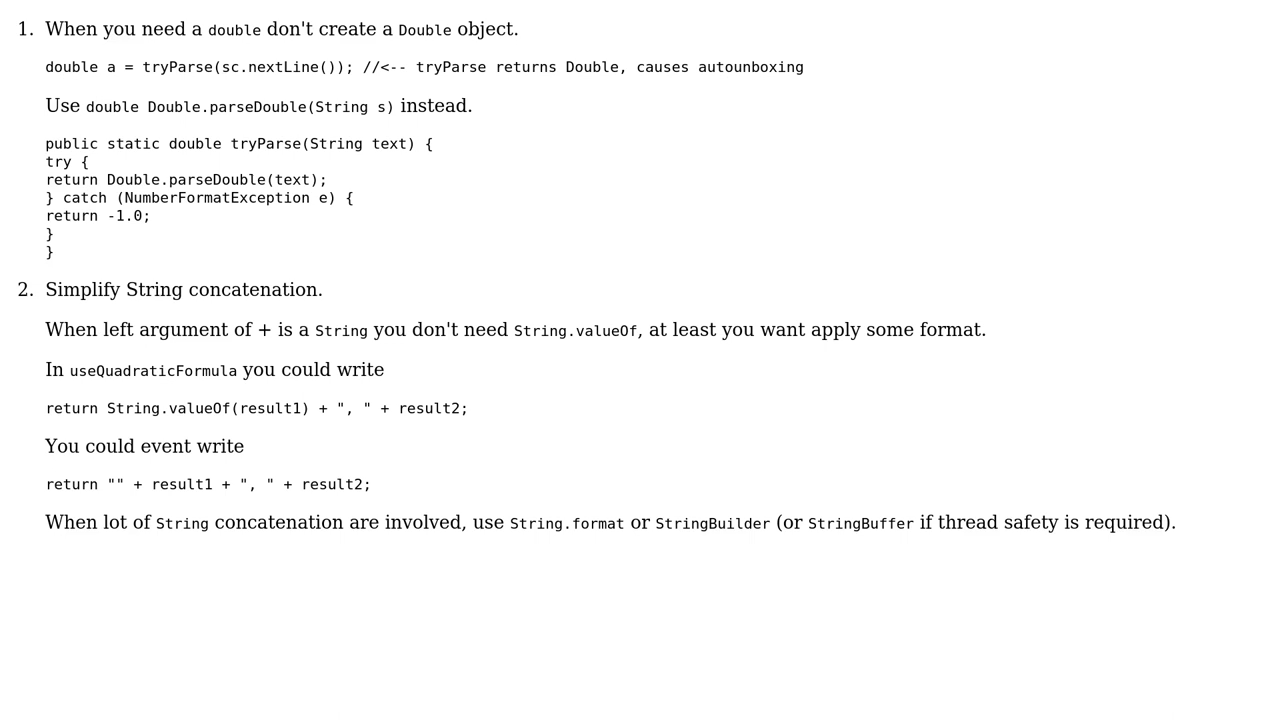 1. When you need a double don't create a Double object.
double a = tryParse(sc.nextLine()); //<-- tryParse returns Double, causes autounboxing
Use double Double.parseDouble(String s) instead.
public static double tryParse(String text) {
try {
return Double.parseDouble(text);
} catch (NumberFormatException e) {
return -1.0;
}
}
2. Simplify String concatenation.
When left argument of + is a String you don't need String.valueOf, at least you want apply some format.
In useQuadraticFormula you could write
return String.valueOf(result1) + ", " + result2;
You could event write
return "" + result1 + ", " + result2;
When lot of String concatenation are involved, use String.format or StringBuilder (or StringBuffer if thread safety is required).